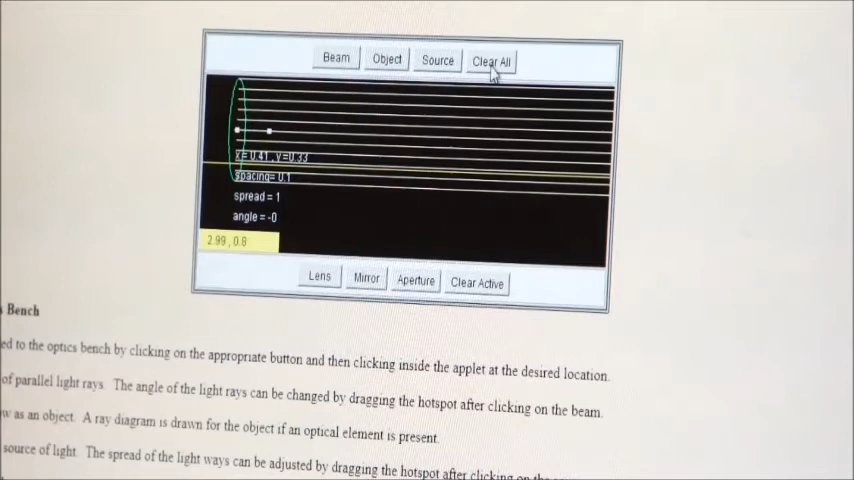 Beam Object Source Clear All
x= 0.41 , y=0.33
spacing= 0.1
spread = 1
angle = -0
2.99 , 0.8
Lens Mirror Aperture Clear Active
Bench
ed to the optics bench by clicking on the appropriate button and then clicking inside the applet at the desired location.
of parallel light rays. The angle of the light rays can be changed by dragging the hotspot after clicking on the beam.
w as an object. A ray diagram is drawn for the object if an optical element is present.
source of light. The spread of the light ways can be adjusted by dragging the hotspot after clicking on the